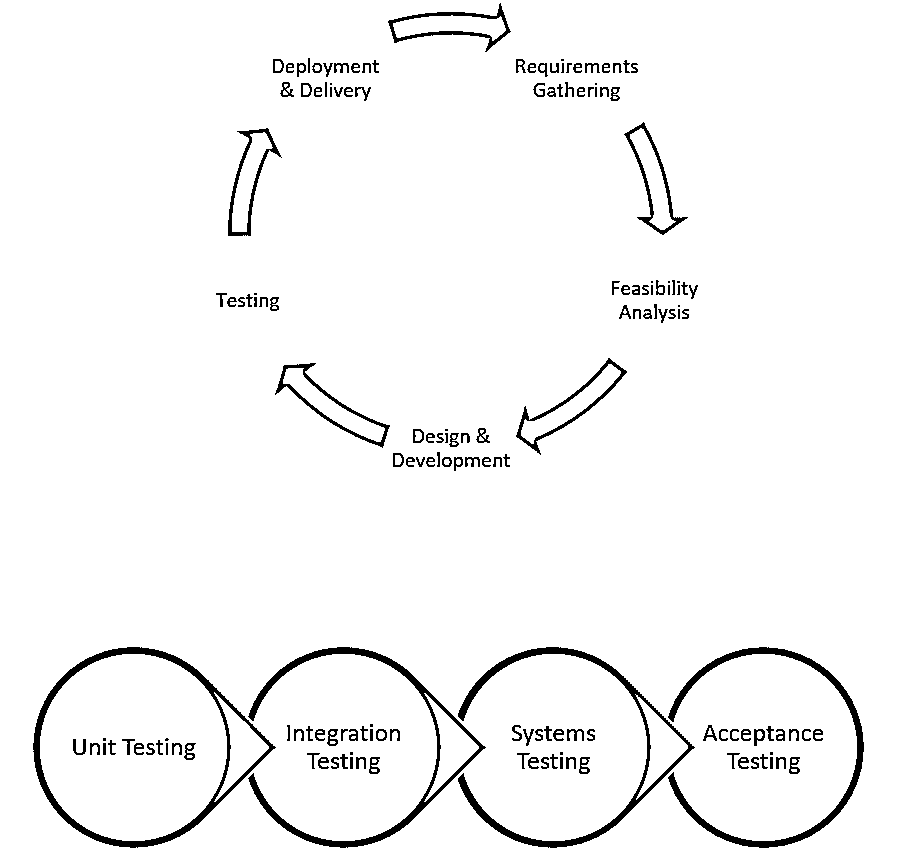 Deployment
& Delivery
Requirements
Gathering
Testing
Feasibility
Analysis
Design &
Development
Unit Testing
Integration
Testing
Systems
Testing
Acceptance
Testing